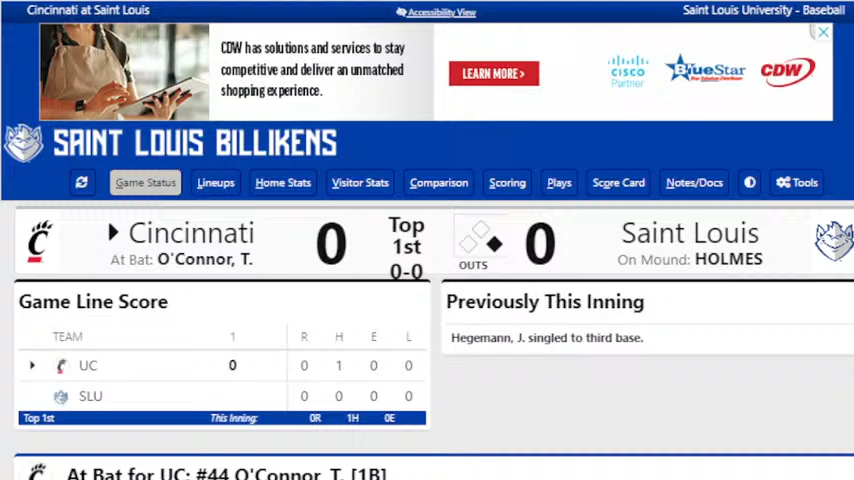 Cincinnati at Saint Louis
Accessibility View
Saint Louis University - Baseball
CDW has solutions and services to stay
competitive and deliver an unmatched
shopping experience.
LEARN MORE >
CISCO
Partner
BlueStar
CDW
SAINT LOUIS BILLIKENS
Game Status
Lineups
Home Stats
Visitor Stats
Comparison
Scoring
Plays
Score Card
Notes/Docs
Tools
Cincinnati
At Bat: O'Connor, T.
0
Top
1st
0-0
OUTS
0
Saint Louis
On Mound: HOLMES
Game Line Score
TEAM 1 R H E L
UC 0 0 1 0 0
SLU 0 0 0 0
Top 1st This Inning: 0R 1H 0E
Previously This Inning
Hegemann, J. singled to third base.
At Bat for UC: #44 O'Connor, T. [1B]